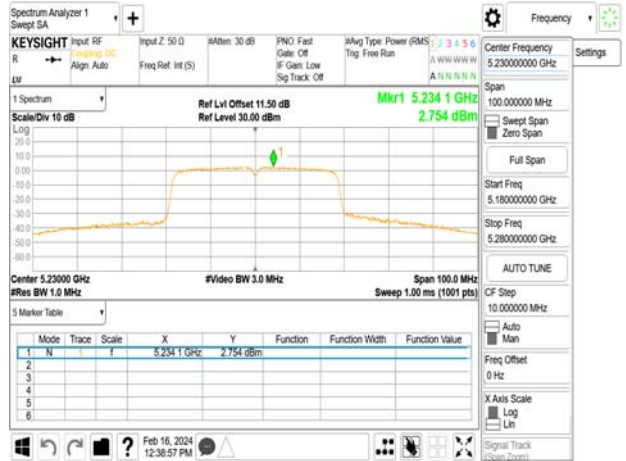 Spectrum Analyzer 1
Swept SA
Frequency
KEYSIGHT
R
Input: RF
Coupling: DC
Align: Auto
Input Z: 50 Ω
Freq Ref: Int (S)
#Atten: 30 dB
PNO: Fast
Gate: Off
IF Gain: Low
Sig Track: Off
#Avg Type: Power (RMS
Trig: Free Run
1 2 3 4 5 6
A W W W W W
A N N N N N
Settings
1 Spectrum
Scale/Div 10 dB
Log
Ref Lvl Offset 11.50 dB
Ref Level 30.00 dBm
Mkr1 5.234 1 GHz
2.754 dBm
20.0
10.0
0.00
-10.0
-20.0
-30.0
-40.0
-50.0
-60.0
1
Center 5.23000 GHz
#Res BW 1.0 MHz
#Video BW 3.0 MHz
Span 100.0 MHz
Sweep 1.00 ms (1001 pts)
5 Marker Table
Mode Trace Scale X Y Function Function Width Function Value
1 N 1 f 5.234 1 GHz 2.754 dBm
2
3
4
5
6
Center Frequency
5.230000000 GHz
Span
100.000000 MHz
Swept Span
Zero Span
Full Span
Start Freq
5.180000000 GHz
Stop Freq
5.280000000 GHz
AUTO TUNE
CF Step
10.000000 MHz
Auto
Man
Freq Offset
0 Hz
X Axis Scale
Log
Lin
Signal Track
(Span Zoom)
Feb 16, 2024
12:38:57 PM